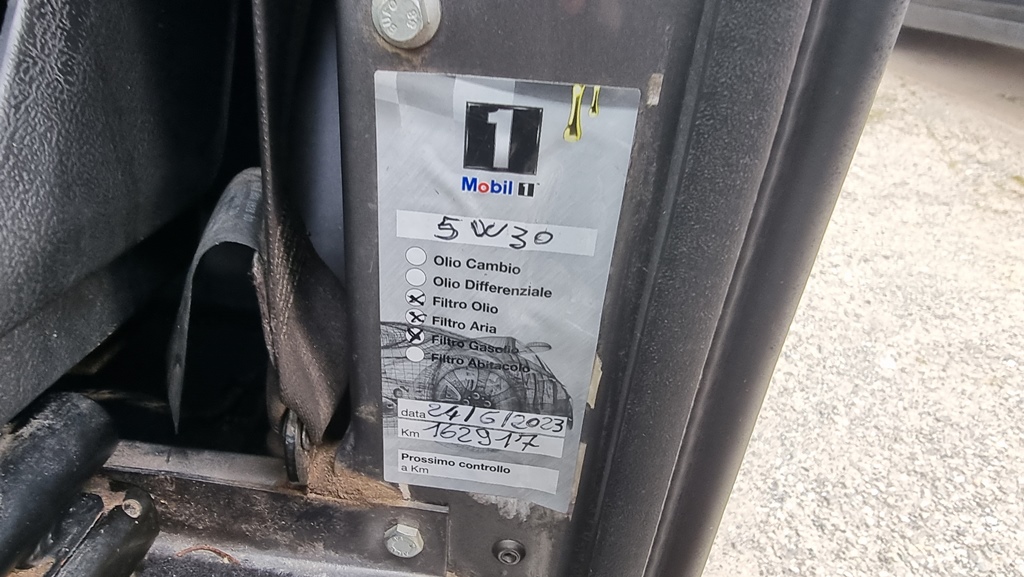 1
Mobil 1
5W30
Olio Cambio
Olio Differenziale
Filtro Olio
Filtro Aria
Filtro Gasolio
Filtro Abitacolo
data 24/6/2023
Km 162917
Prossimo controllo
a Km